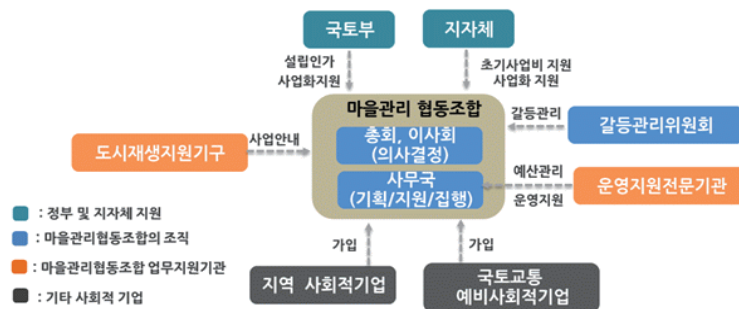 국토부
지자체
설립인가
사업화지원
초기사업비 지원
사업화 지원
마을관리 협동조합
총회, 이사회
(의사결정)
사무국
(기획/지원/집행)
갈등관리
갈등관리위원회
도시재생지원기구
사업안내
예산관리
운영지원
운영지원전문기관
가입
가입
지역 사회적기업
국토교통
예비사회적기업
: 정부 및 지자체 지원
: 마을관리협동조합의 조직
: 마을관리협동조합 업무지원기관
: 기타 사회적 기업